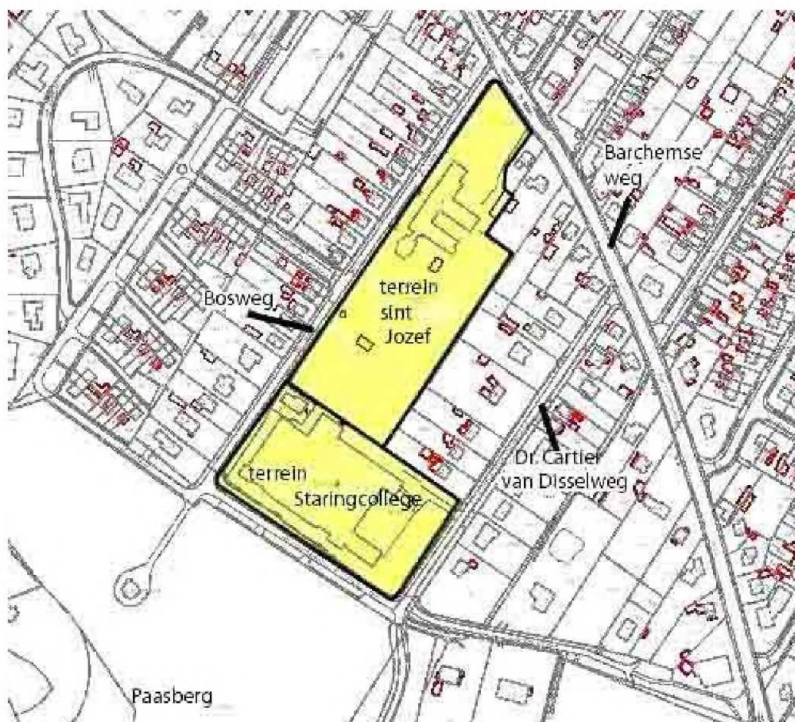 Barchemse
weg
Bosweg
terrein
sint
Jozef
terrein
Staringcollege
Dr. Cartier
van Disselweg
Paasberg